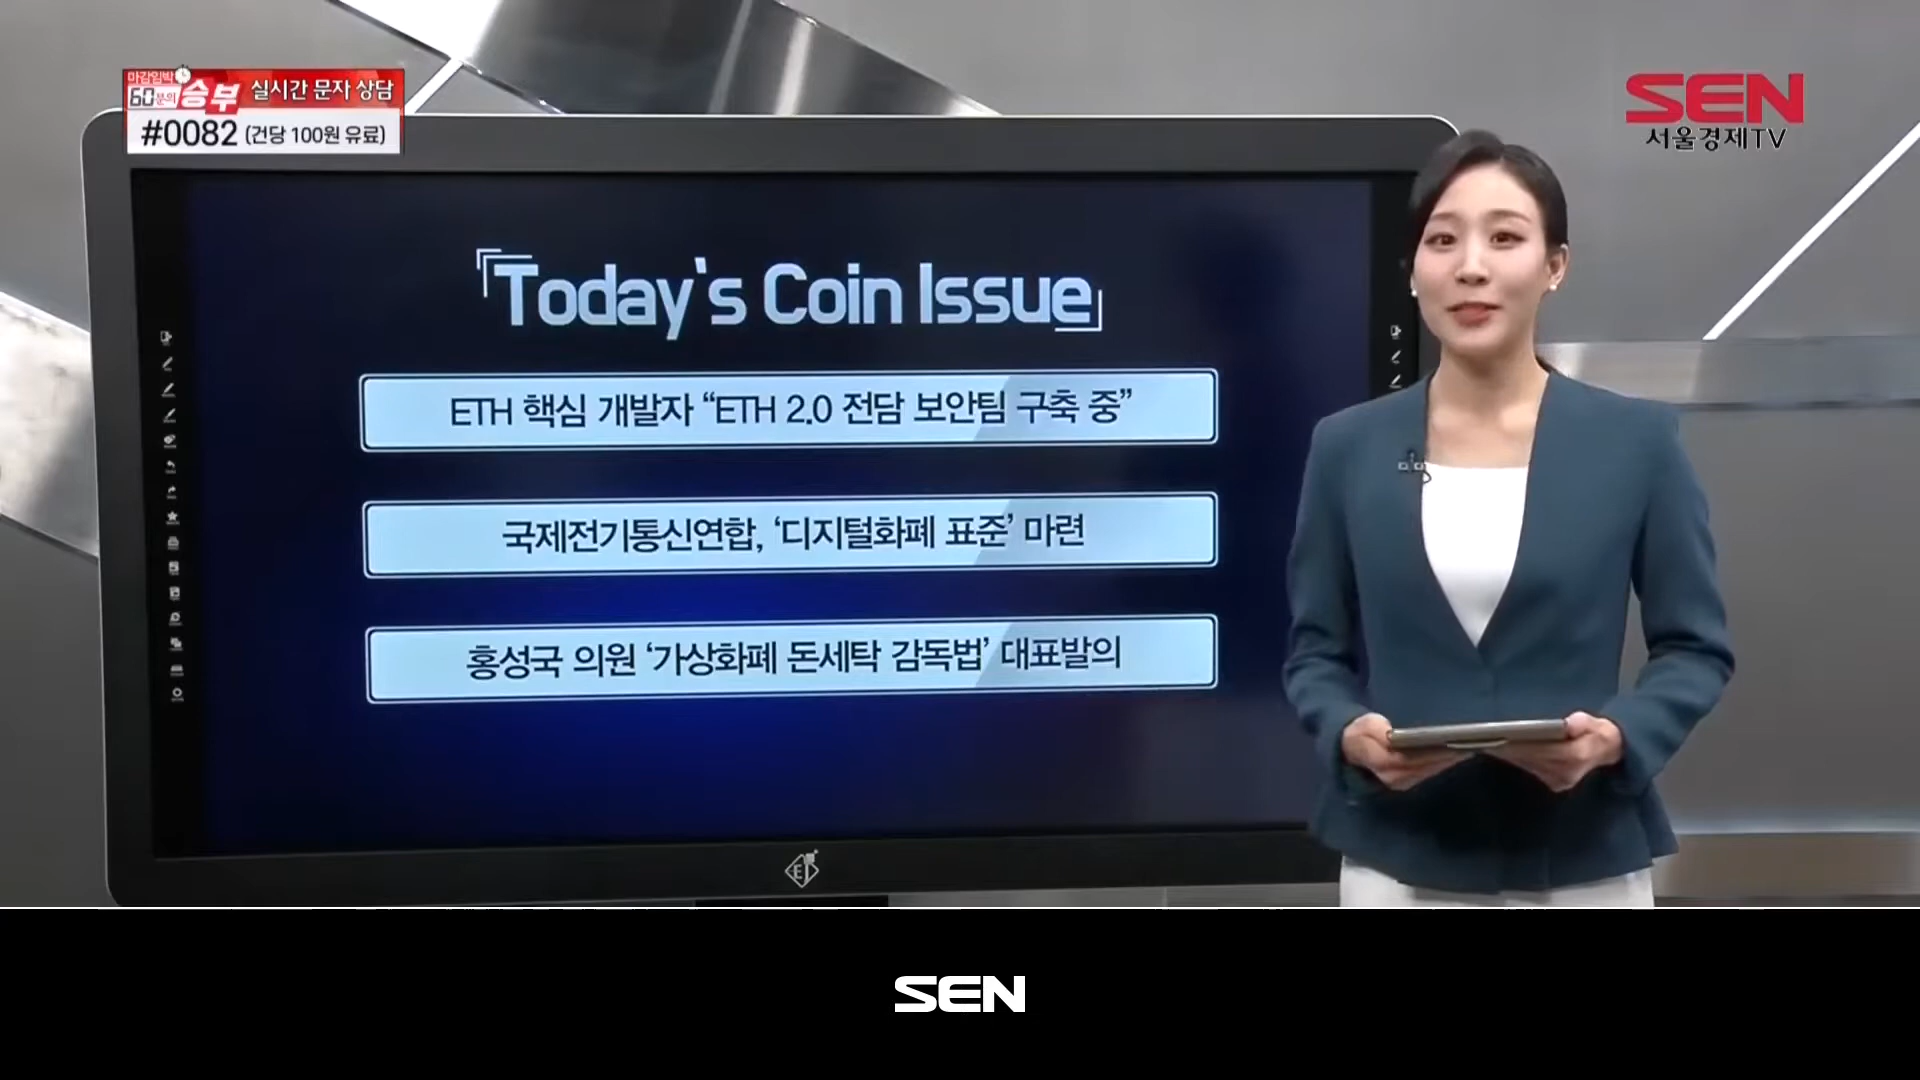 마감임박
60분의 승부 실시간 문자 상담
#0082 (건당 100원 유료)
SEN
서울경제TV
『Today's Coin Issue』
ETH 핵심 개발자 “ETH 2.0 전담 보안팀 구축 중”
국제전기통신연합, ‘디지털화폐 표준’ 마련
홍성국 의원 ‘가상화폐 돈세탁 감독법’ 대표발의
SEN